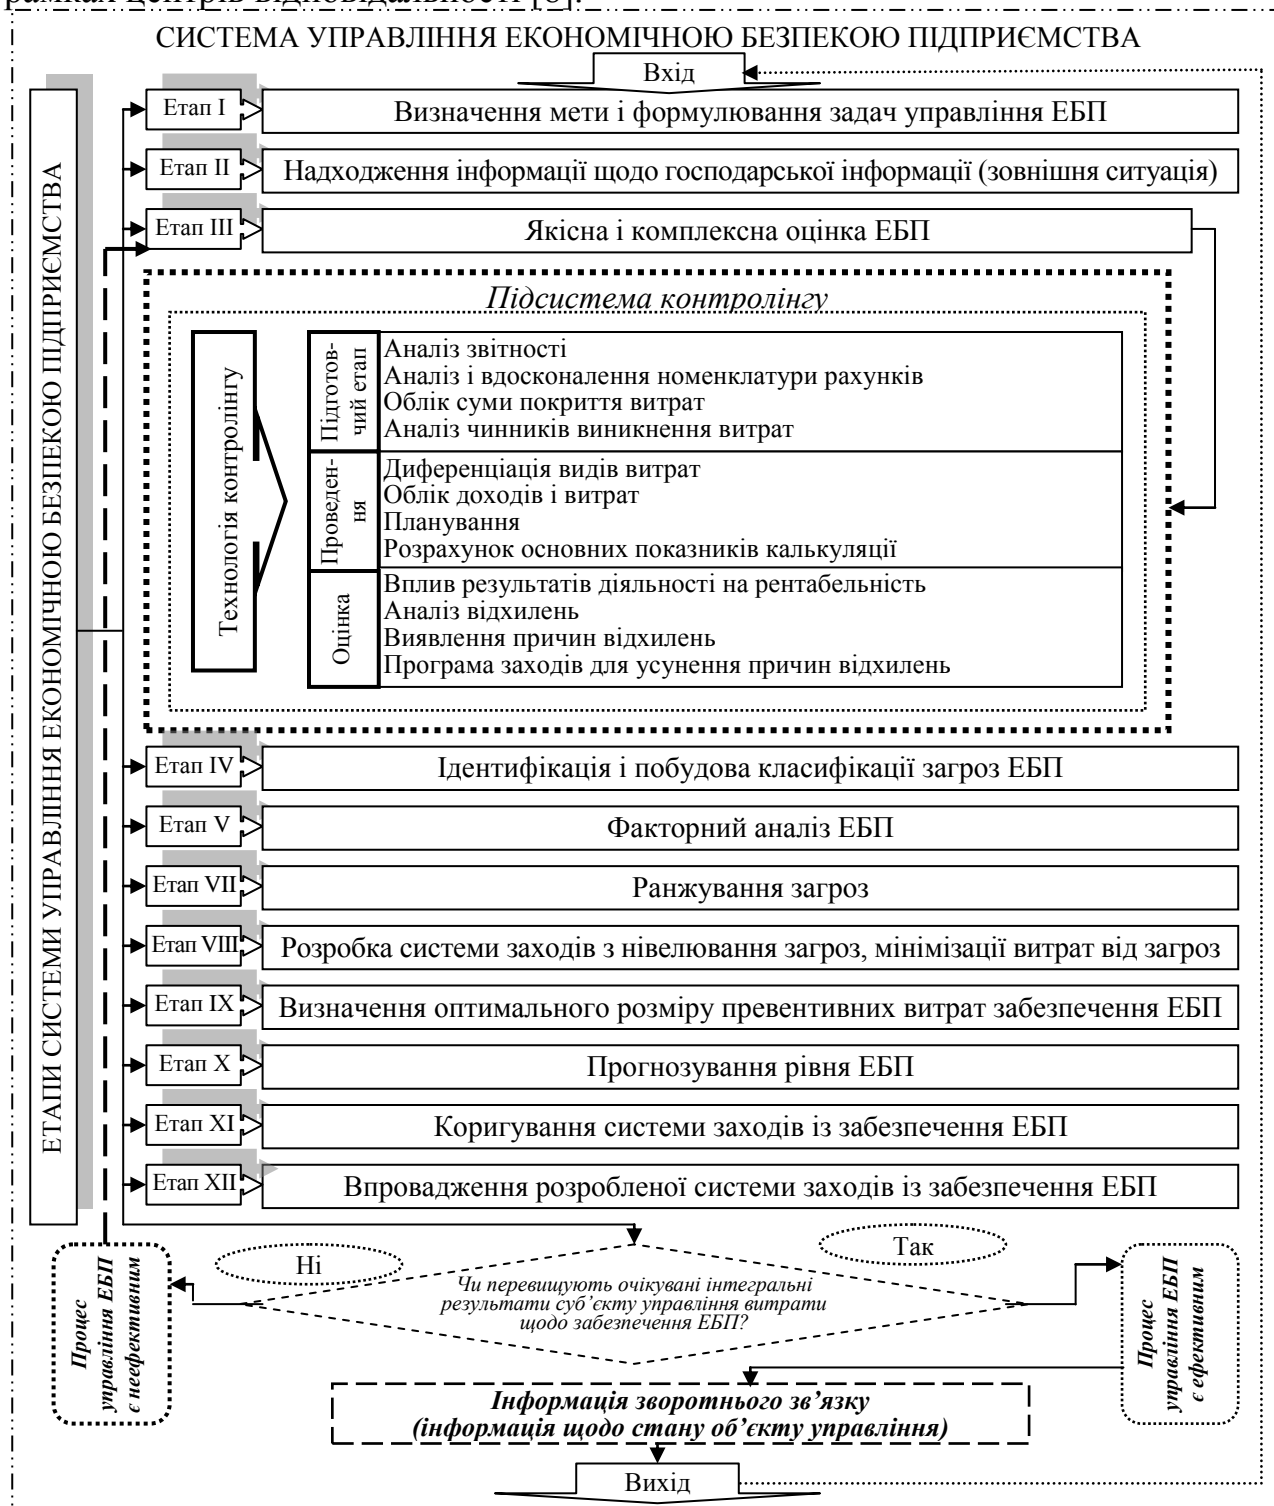 рамках центрів відповідальності [8].
СИСТЕМА УПРАВЛІННЯ ЕКОНОМІЧНОЮ БЕЗПЕКОЮ ПІДПРИЄМСТВА
Вхід
ЕТАПИ СИСТЕМИ УПРАВЛІННЯ ЕКОНОМІЧНОЮ БЕЗПЕКОЮ ПІДПРИЄМСТВА
Етап I
Визначення мети і формулювання задач управління ЕБП
Етап II
Надходження інформації щодо господарської інформації (зовнішня ситуація)
Етап III
Якісна і комплексна оцінка ЕБП
Підсистема контролінгу
Технологія контролінгу
Підготов-
чий етап
Аналіз звітності
Аналіз і вдосконалення номенклатури рахунків
Облік суми покриття витрат
Аналіз чинників виникнення витрат
Проведен-
ня
Диференціація видів витрат
Облік доходів і витрат
Планування
Розрахунок основних показників калькуляції
Оцінка
Вплив результатів діяльності на рентабельність
Аналіз відхилень
Виявлення причин відхилень
Програма заходів для усунення причин відхилень
Етап IV
Ідентифікація і побудова класифікації загроз ЕБП
Етап V
Факторний аналіз ЕБП
Етап VII
Ранжування загроз
Етап VIII
Розробка системи заходів з нівелювання загроз, мінімізації витрат від загроз
Етап IX
Визначення оптимального розміру превентивних витрат забезпечення ЕБП
Етап X
Прогнозування рівня ЕБП
Етап XI
Коригування системи заходів із забезпечення ЕБП
Етап XII
Впровадження розробленої системи заходів із забезпечення ЕБП
Ні
Так
Чи перевищують очікувані інтегральні
результати суб’єкту управління витрати
щодо забезпечення ЕБП?
Процес
управління ЕБП
є неефективним
Процес
управління ЕБП
є ефективним
Інформація зворотнього зв’язку
(інформація щодо стану об’єкту управління)
Вихід